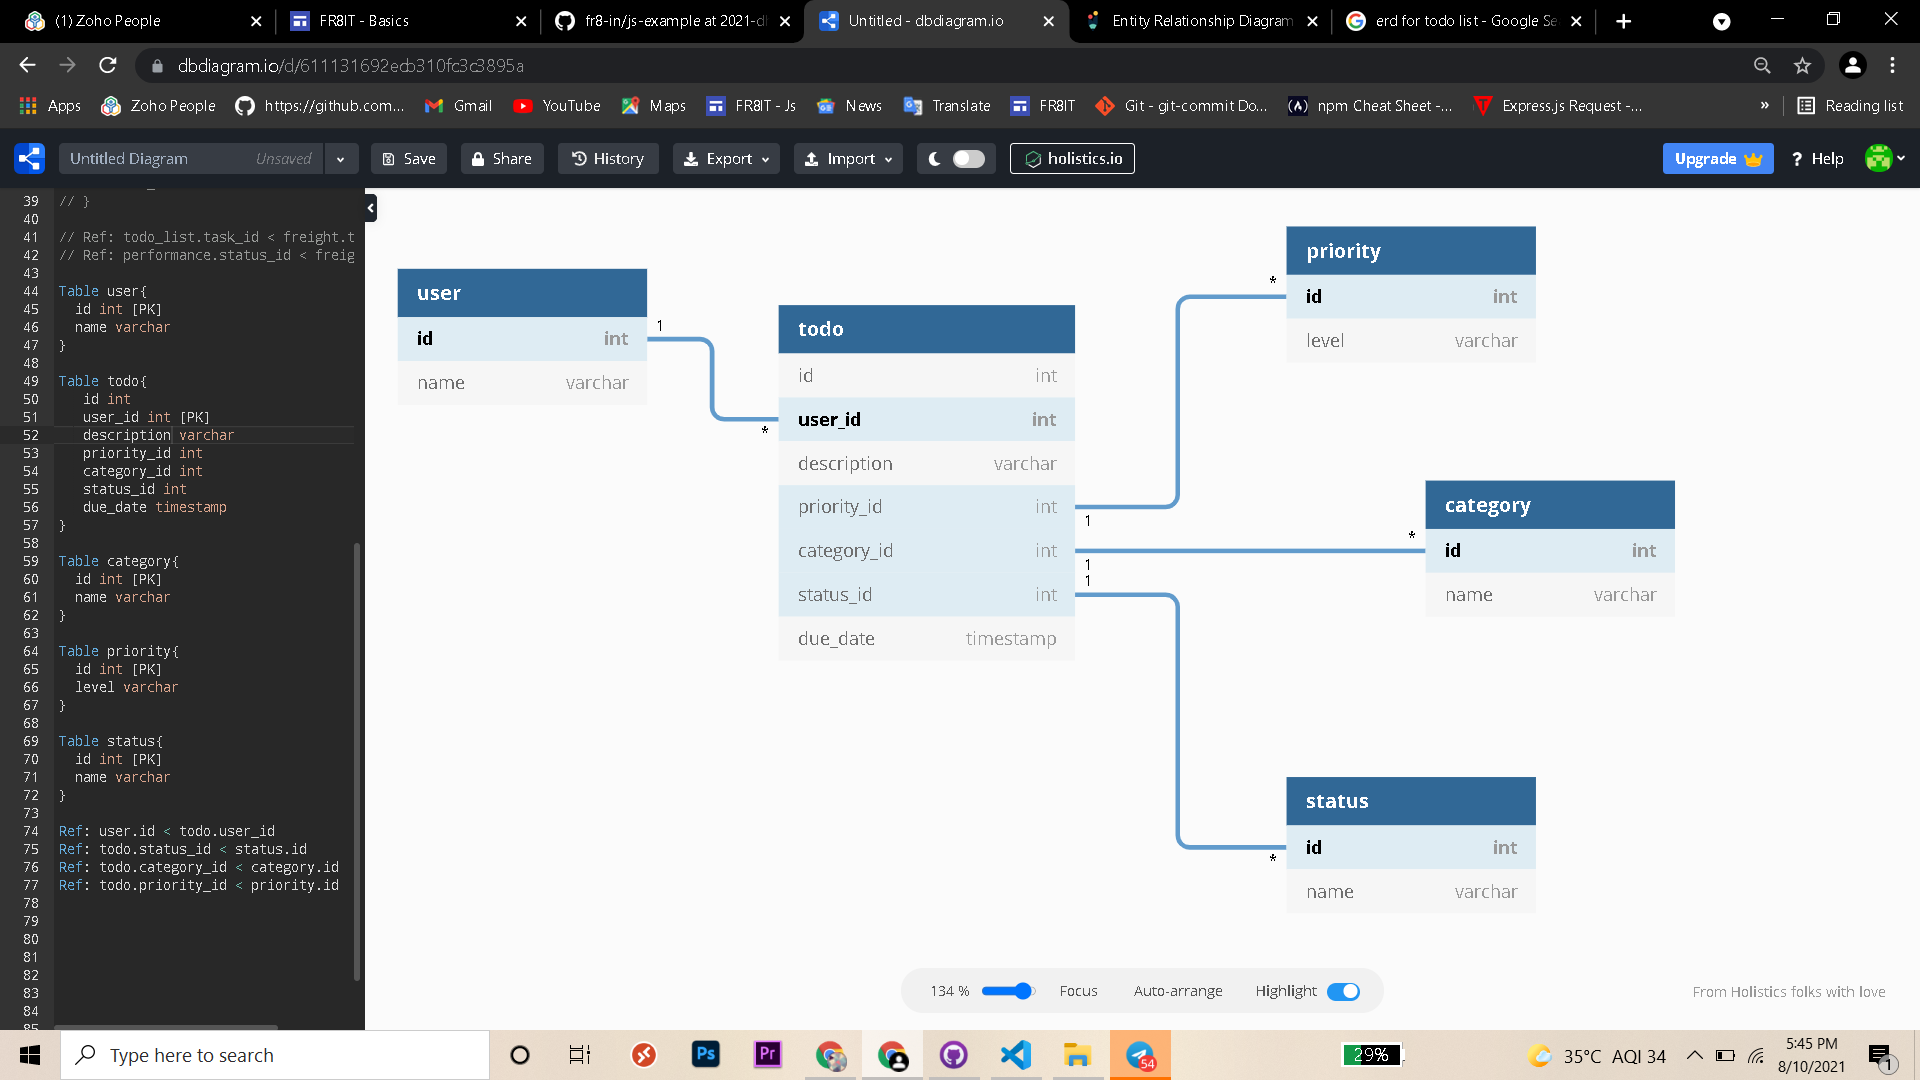 (1) Zoho People
FR8IT - Basics
fr8-in/js-example at 2021-
Untitled - dbdiagram.io
Entity Relationship Diagram
erd for todo list - Google Se
dbdiagram.io/d/611131692edb310fc3c3895a
Apps
Zoho People
https://github.com...
Gmail
YouTube
Maps
FR8IT - Js
News
Translate
FR8IT
Git - git-commit Do...
npm Cheat Sheet -...
Express.js Request -...
»
Reading list
Untitled Diagram
Unsaved
Save
Share
History
Export
Import
holistics.io
Upgrade
? Help
39 // }
40
41 // Ref: todo_list.task_id < freight.t
42 // Ref: performance.status_id < freig
43
44 Table user{
45 id int [PK]
46 name varchar
47 }
48
49 Table todo{
50 id int
51 user_id int [PK]
52 description varchar
53 priority_id int
54 category_id int
55 status_id int
56 due_date timestamp
57 }
58
59 Table category{
60 id int [PK]
61 name varchar
62 }
63
64 Table priority{
65 id int [PK]
66 level varchar
67 }
68
69 Table status{
70 id int [PK]
71 name varchar
72 }
73
74 Ref: user.id < todo.user_id
75 Ref: todo.status_id < status.id
76 Ref: todo.category_id < category.id
77 Ref: todo.priority_id < priority.id
78
79
80
81
82
83
84
85
user
id int
name varchar
1
*
todo
id int
user_id int
description varchar
priority_id int
category_id int
status_id int
due_date timestamp
1
1
1
*
priority
id int
level varchar
*
category
id int
name varchar
*
status
id int
name varchar
134 %
Focus
Auto-arrange
Highlight
From Holistics folks with love
Type here to search
Ps
Pr
54
29%
35°C AQI 34
5:45 PM
8/10/2021
1